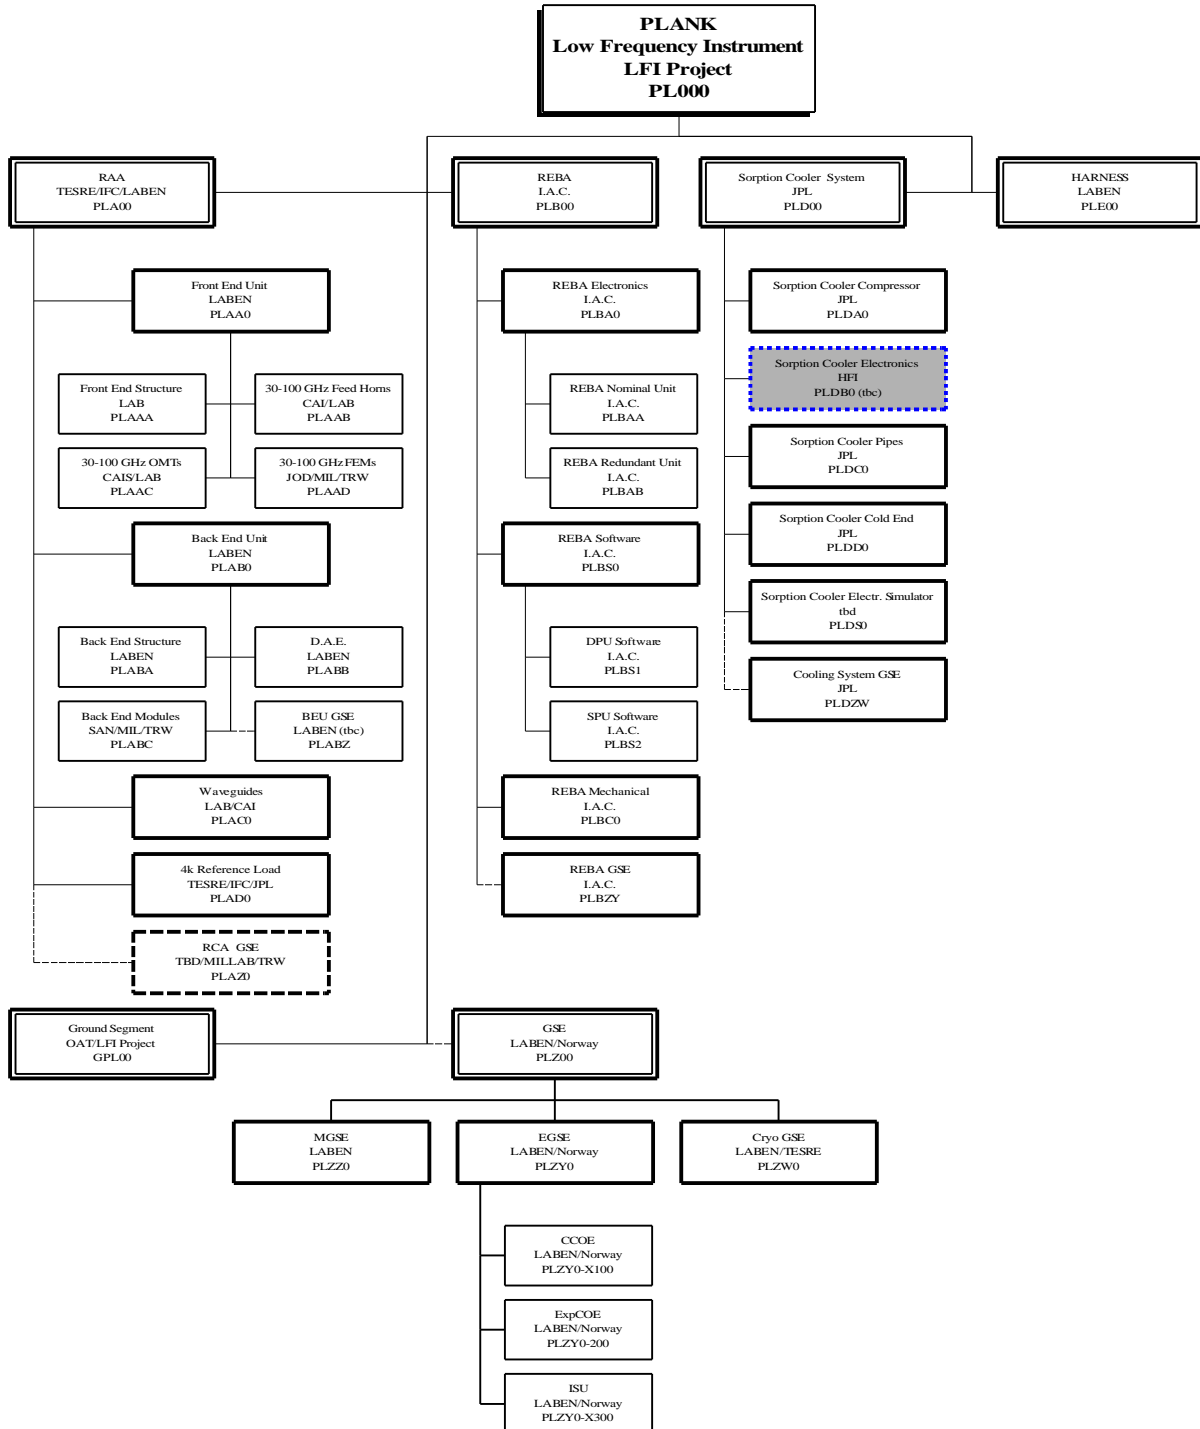 PLANK
Low Frequency Instrument
LFI Project
PL000
RAA
TESRE/IFC/LABEN
PLA00
REBA
I.A.C.
PLB00
Sorption Cooler System
JPL
PLD00
HARNESS
LABEN
PLE00
Front End Unit
LABEN
PLAA0
Front End Structure
LAB
PLAAA
30-100 GHz Feed Horns
CAI/LAB
PLAAB
30-100 GHz OMTs
CAIS/LAB
PLAAC
30-100 GHz FEMs
JOD/MIL/TRW
PLAAD
Back End Unit
LABEN
PLAB0
Back End Structure
LABEN
PLABA
D.A.E.
LABEN
PLABB
Back End Modules
SAN/MIL/TRW
PLABC
BEU GSE
LABEN (tbc)
PLABZ
Waveguides
LAB/CAI
PLAC0
4k Reference Load
TESRE/IFC/JPL
PLAD0
RCA GSE
TBD/MILLAB/TRW
PLAZ0
REBA Electronics
I.A.C.
PLBA0
REBA Nominal Unit
I.A.C.
PLBAA
REBA Redundant Unit
I.A.C.
PLBAB
REBA Software
I.A.C.
PLBS0
DPU Software
I.A.C.
PLBS1
SPU Software
I.A.C.
PLBS2
REBA Mechanical
I.A.C.
PLBC0
REBA GSE
I.A.C.
PLBZY
Sorption Cooler Compressor
JPL
PLDA0
Sorption Cooler Electronics
HFI
PLDB0 (tbc)
Sorption Cooler Pipes
JPL
PLDC0
Sorption Cooler Cold End
JPL
PLDD0
Sorption Cooler Electr. Simulator
tbd
PLDS0
Cooling System GSE
JPL
PLDZW
Ground Segment
OAT/LFI Project
GPL00
GSE
LABEN/Norway
PLZ00
MGSE
LABEN
PLZZ0
EGSE
LABEN/Norway
PLZY0
Cryo GSE
LABEN/TESRE
PLZW0
CCOE
LABEN/Norway
PLZY0-X100
ExpCOE
LABEN/Norway
PLZY0-200
ISU
LABEN/Norway
PLZY0-X300